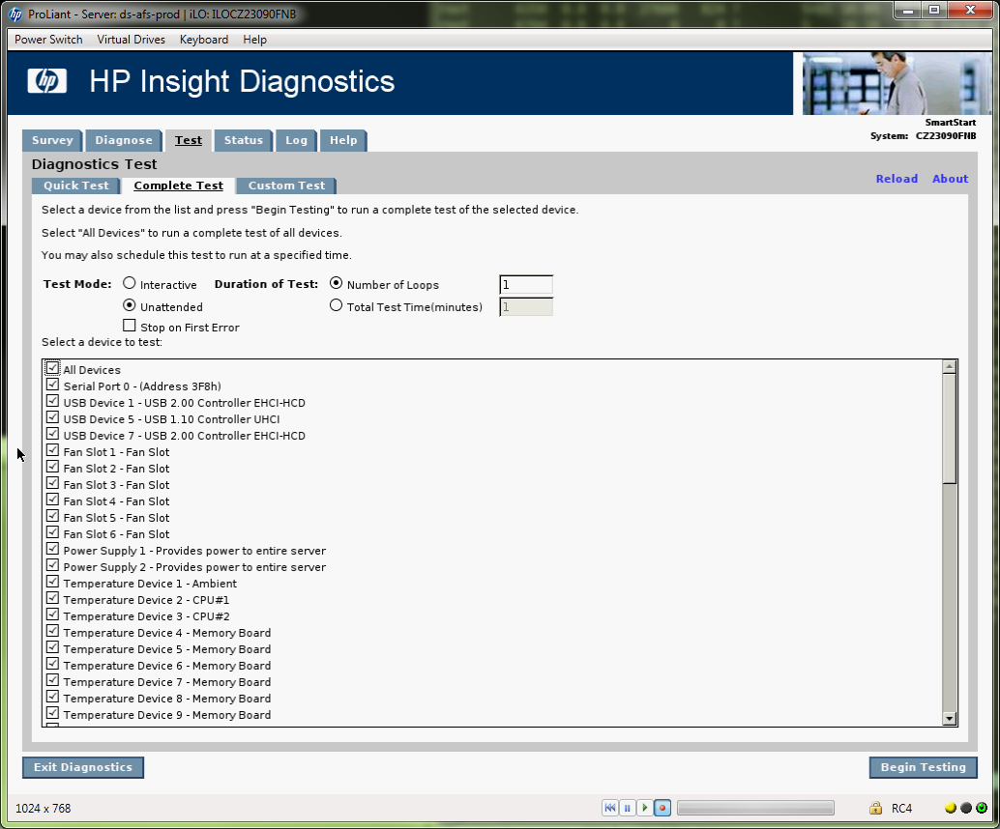 ProLiant - Server: ds-afs-prod | iLO: ILOCZ23090FNB
Power Switch Virtual Drives Keyboard Help
hp HP Insight Diagnostics
SmartStart
System: CZ23090FNB
Survey Diagnose Test Status Log Help
Diagnostics Test
Quick Test Complete Test Custom Test Reload About
Select a device from the list and press "Begin Testing" to run a complete test of the selected device.
Select "All Devices" to run a complete test of all devices.
You may also schedule this test to run at a specified time.
Test Mode: Interactive Duration of Test: Number of Loops 1
Unattended Total Test Time(minutes) 1
Stop on First Error
Select a device to test:
All Devices
Serial Port 0 - (Address 3F8h)
USB Device 1 - USB 2.00 Controller EHCI-HCD
USB Device 5 - USB 1.10 Controller UHCI
USB Device 7 - USB 2.00 Controller EHCI-HCD
Fan Slot 1 - Fan Slot
Fan Slot 2 - Fan Slot
Fan Slot 3 - Fan Slot
Fan Slot 4 - Fan Slot
Fan Slot 5 - Fan Slot
Fan Slot 6 - Fan Slot
Power Supply 1 - Provides power to entire server
Power Supply 2 - Provides power to entire server
Temperature Device 1 - Ambient
Temperature Device 2 - CPU#1
Temperature Device 3 - CPU#2
Temperature Device 4 - Memory Board
Temperature Device 5 - Memory Board
Temperature Device 6 - Memory Board
Temperature Device 7 - Memory Board
Temperature Device 8 - Memory Board
Temperature Device 9 - Memory Board
Exit Diagnostics Begin Testing
1024 x 768 RC4